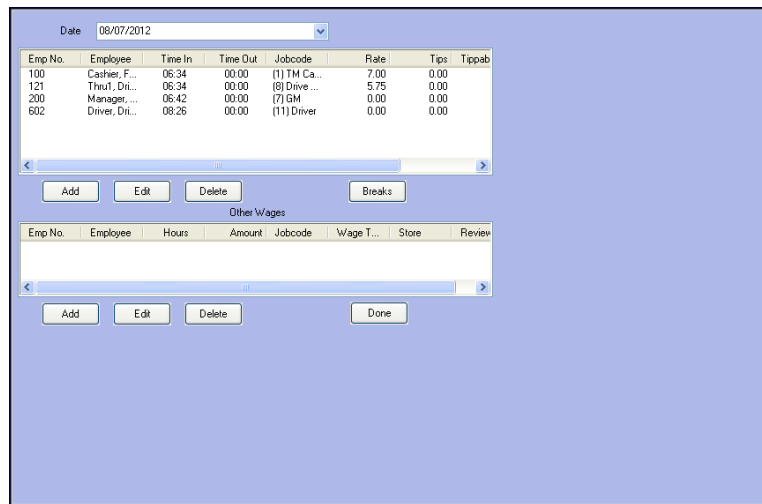 Date 08/07/2012
Emp No. Employee Time In Time Out Jobcode Rate Tips Tippab
100 Cashier, F... 06:34 00:00 (1) TM Ca... 7.00 0.00
121 Thru1, Dri... 06:34 00:00 (8) Drive ... 5.75 0.00
200 Manager, ... 06:42 00:00 (7) GM 0.00 0.00
602 Driver, Dri... 08:26 00:00 (11) Driver 0.00 0.00
Add Edit Delete Breaks
Other Wages
Emp No. Employee Hours Amount Jobcode Wage T... Store Review
Add Edit Delete Done